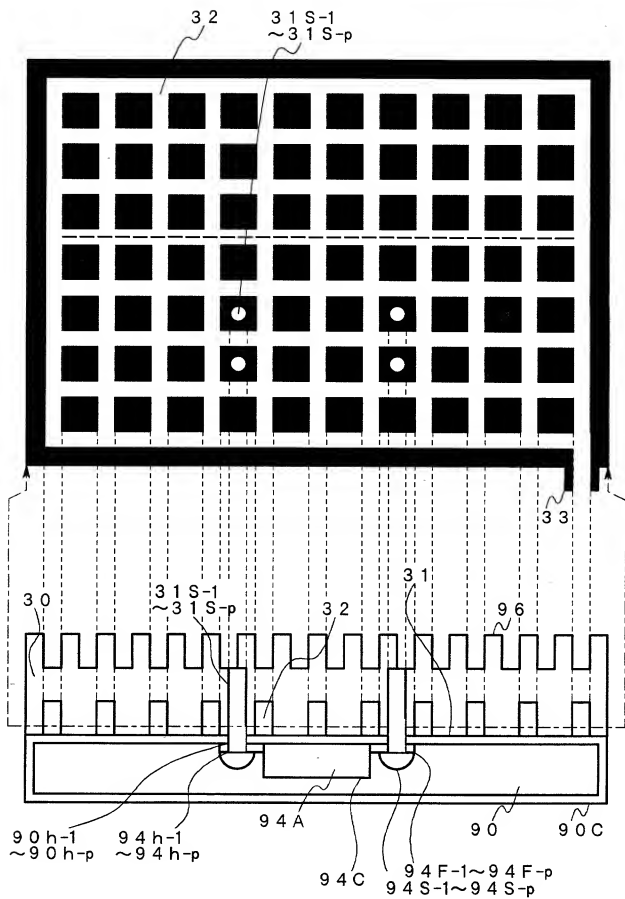 32
31S-1
~31S-p
33
30
31S-1
~31S-p
32
31
96
90h-1
~90h-p
94h-1
~94h-p
94A
94C
90
90C
94F-1~94F-p
94S-1~94S-p